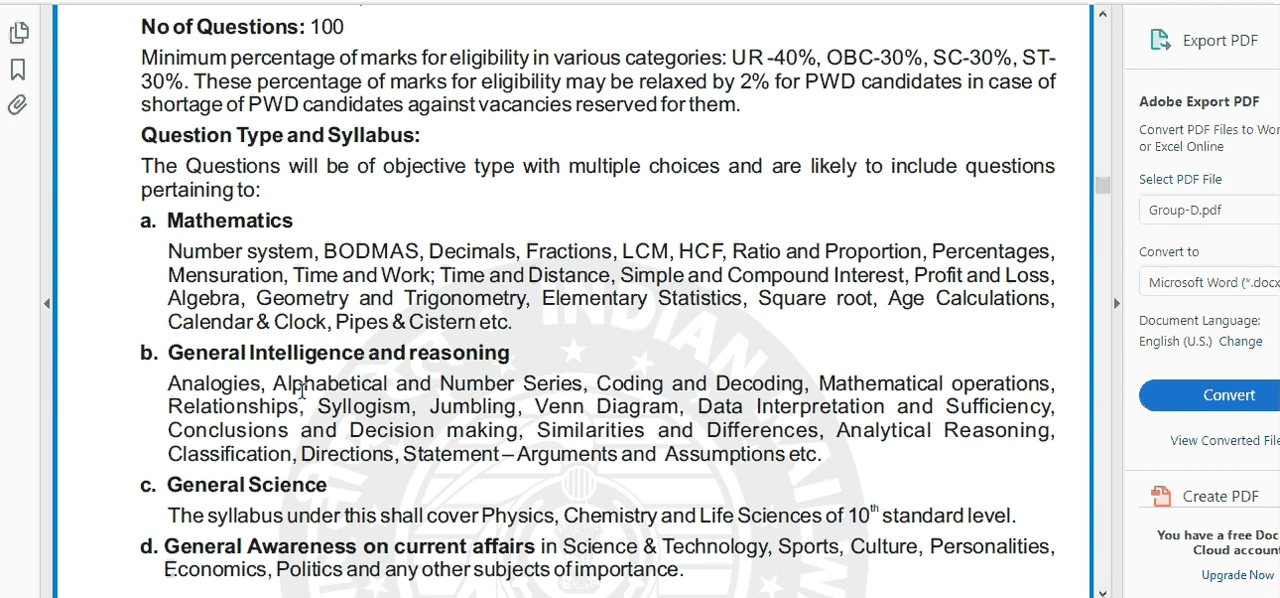 No of Questions: 100
Minimum percentage of marks for eligibility in various categories: UR -40%, OBC-30%, SC-30%, ST-
30%. These percentage of marks for eligibility may be relaxed by 2% for PWD candidates in case of
shortage of PWD candidates against vacancies reserved for them.
Question Type and Syllabus:
The Questions will be of objective type with multiple choices and are likely to include questions
pertaining to:
a. Mathematics
Number system, BODMAS, Decimals, Fractions, LCM, HCF, Ratio and Proportion, Percentages,
Mensuration, Time and Work; Time and Distance, Simple and Compound Interest, Profit and Loss,
Algebra, Geometry and Trigonometry, Elementary Statistics, Square root, Age Calculations,
Calendar & Clock, Pipes & Cistern etc.
b. General Intelligence and reasoning
Analogies, Alphabetical and Number Series, Coding and Decoding, Mathematical operations,
Relationships, Syllogism, Jumbling, Venn Diagram, Data Interpretation and Sufficiency,
Conclusions and Decision making, Similarities and Differences, Analytical Reasoning,
Classification, Directions, Statement – Arguments and Assumptions etc.
c. General Science
The syllabus under this shall cover Physics, Chemistry and Life Sciences of 10th standard level.
d. General Awareness on current affairs in Science & Technology, Sports, Culture, Personalities,
Economics, Politics and any other subjects of importance.
Export PDF
Adobe Export PDF
Convert PDF Files to Wor
or Excel Online
Select PDF File
Group-D.pdf
Convert to
Microsoft Word (*.docx
Document Language:
English (U.S.) Change
Convert
View Converted File
Create PDF
You have a free Doc
Cloud account
Upgrade Now
INDIAN